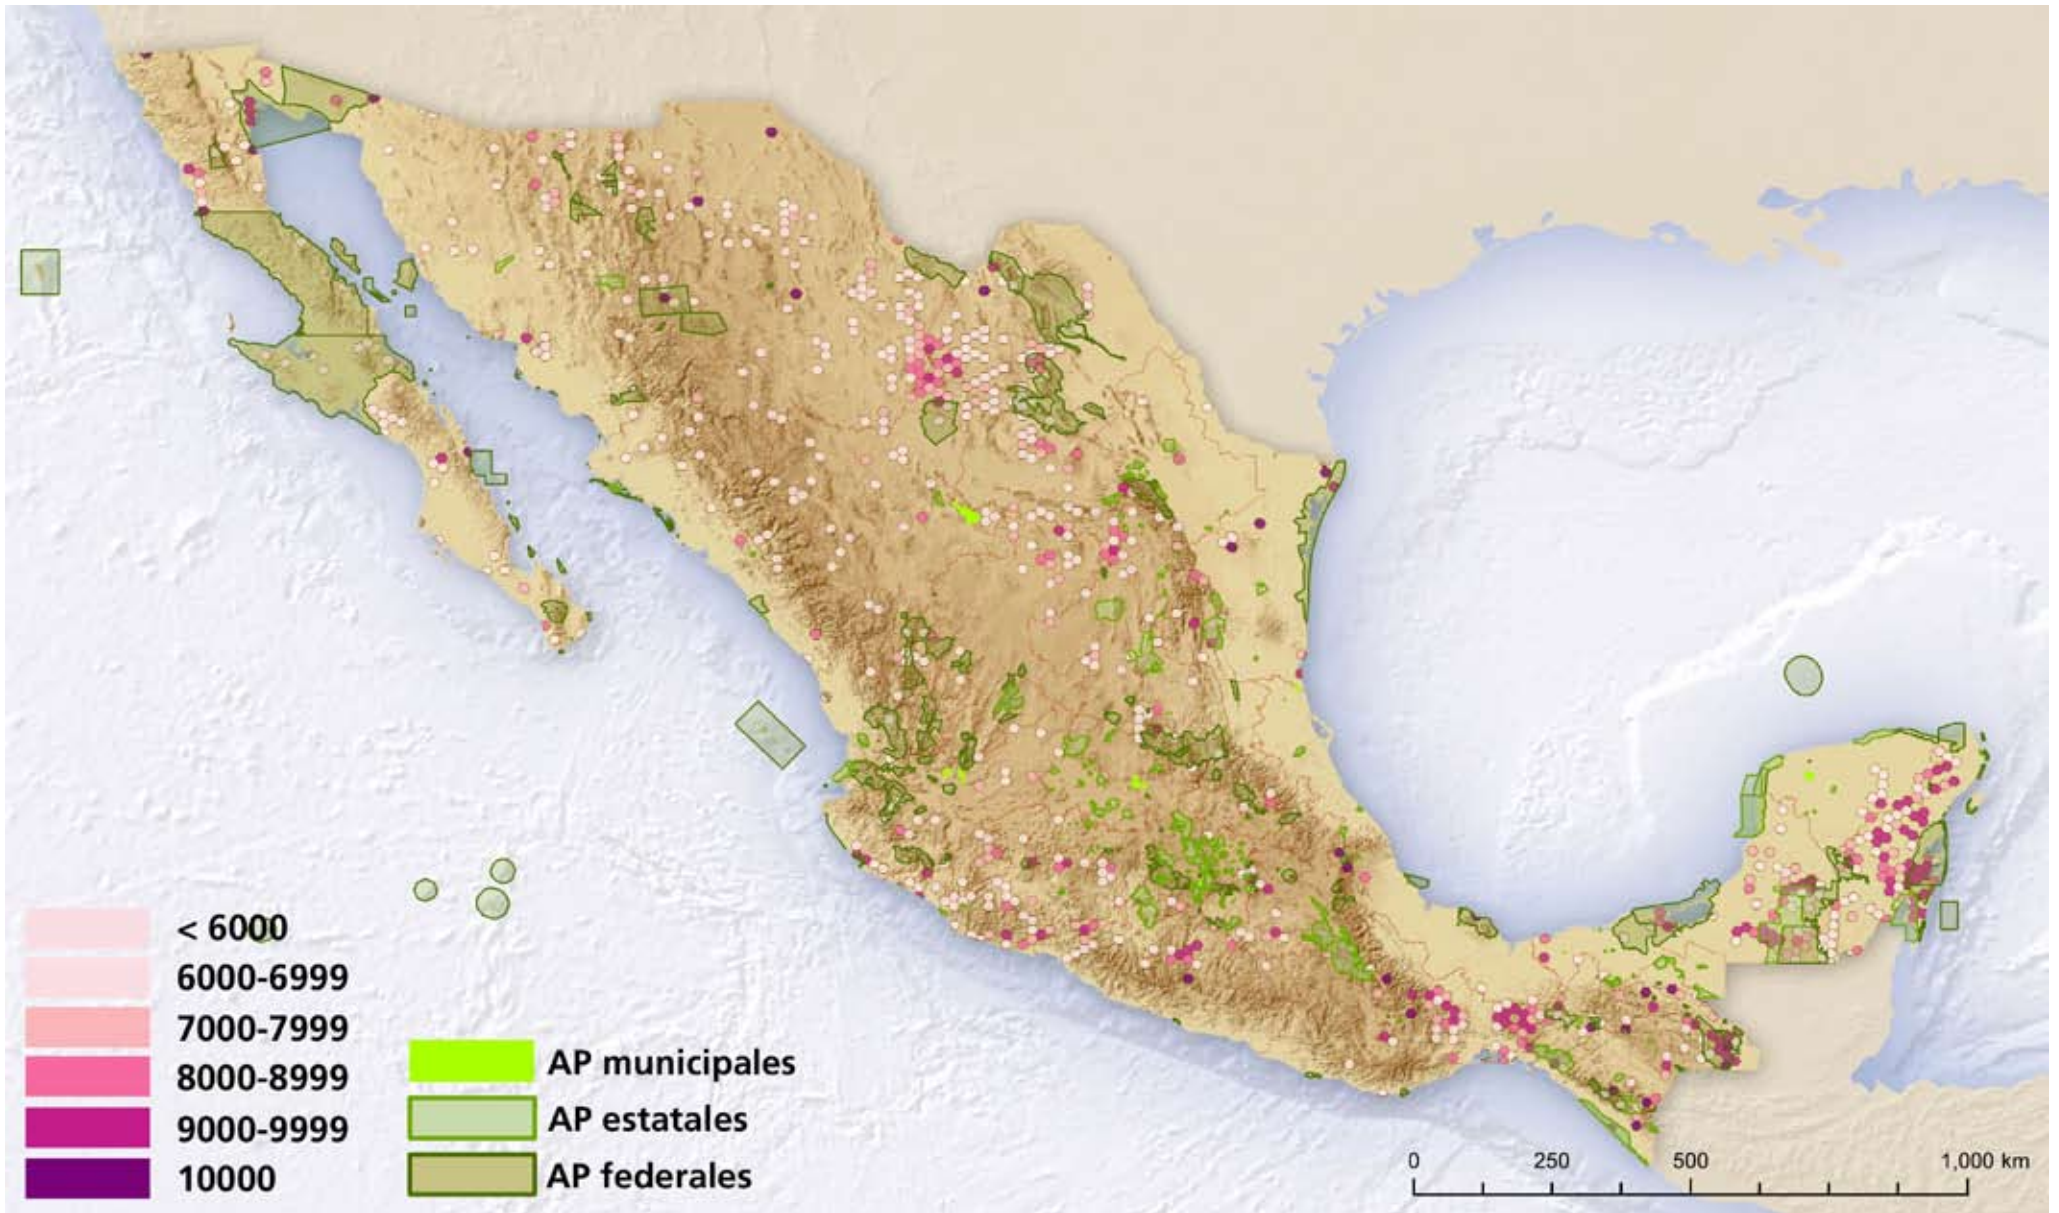 < 6000
6000-6999
7000-7999
8000-8999
9000-9999
10000
AP municipales
AP estatales
AP federales
0 250 500 1,000 km